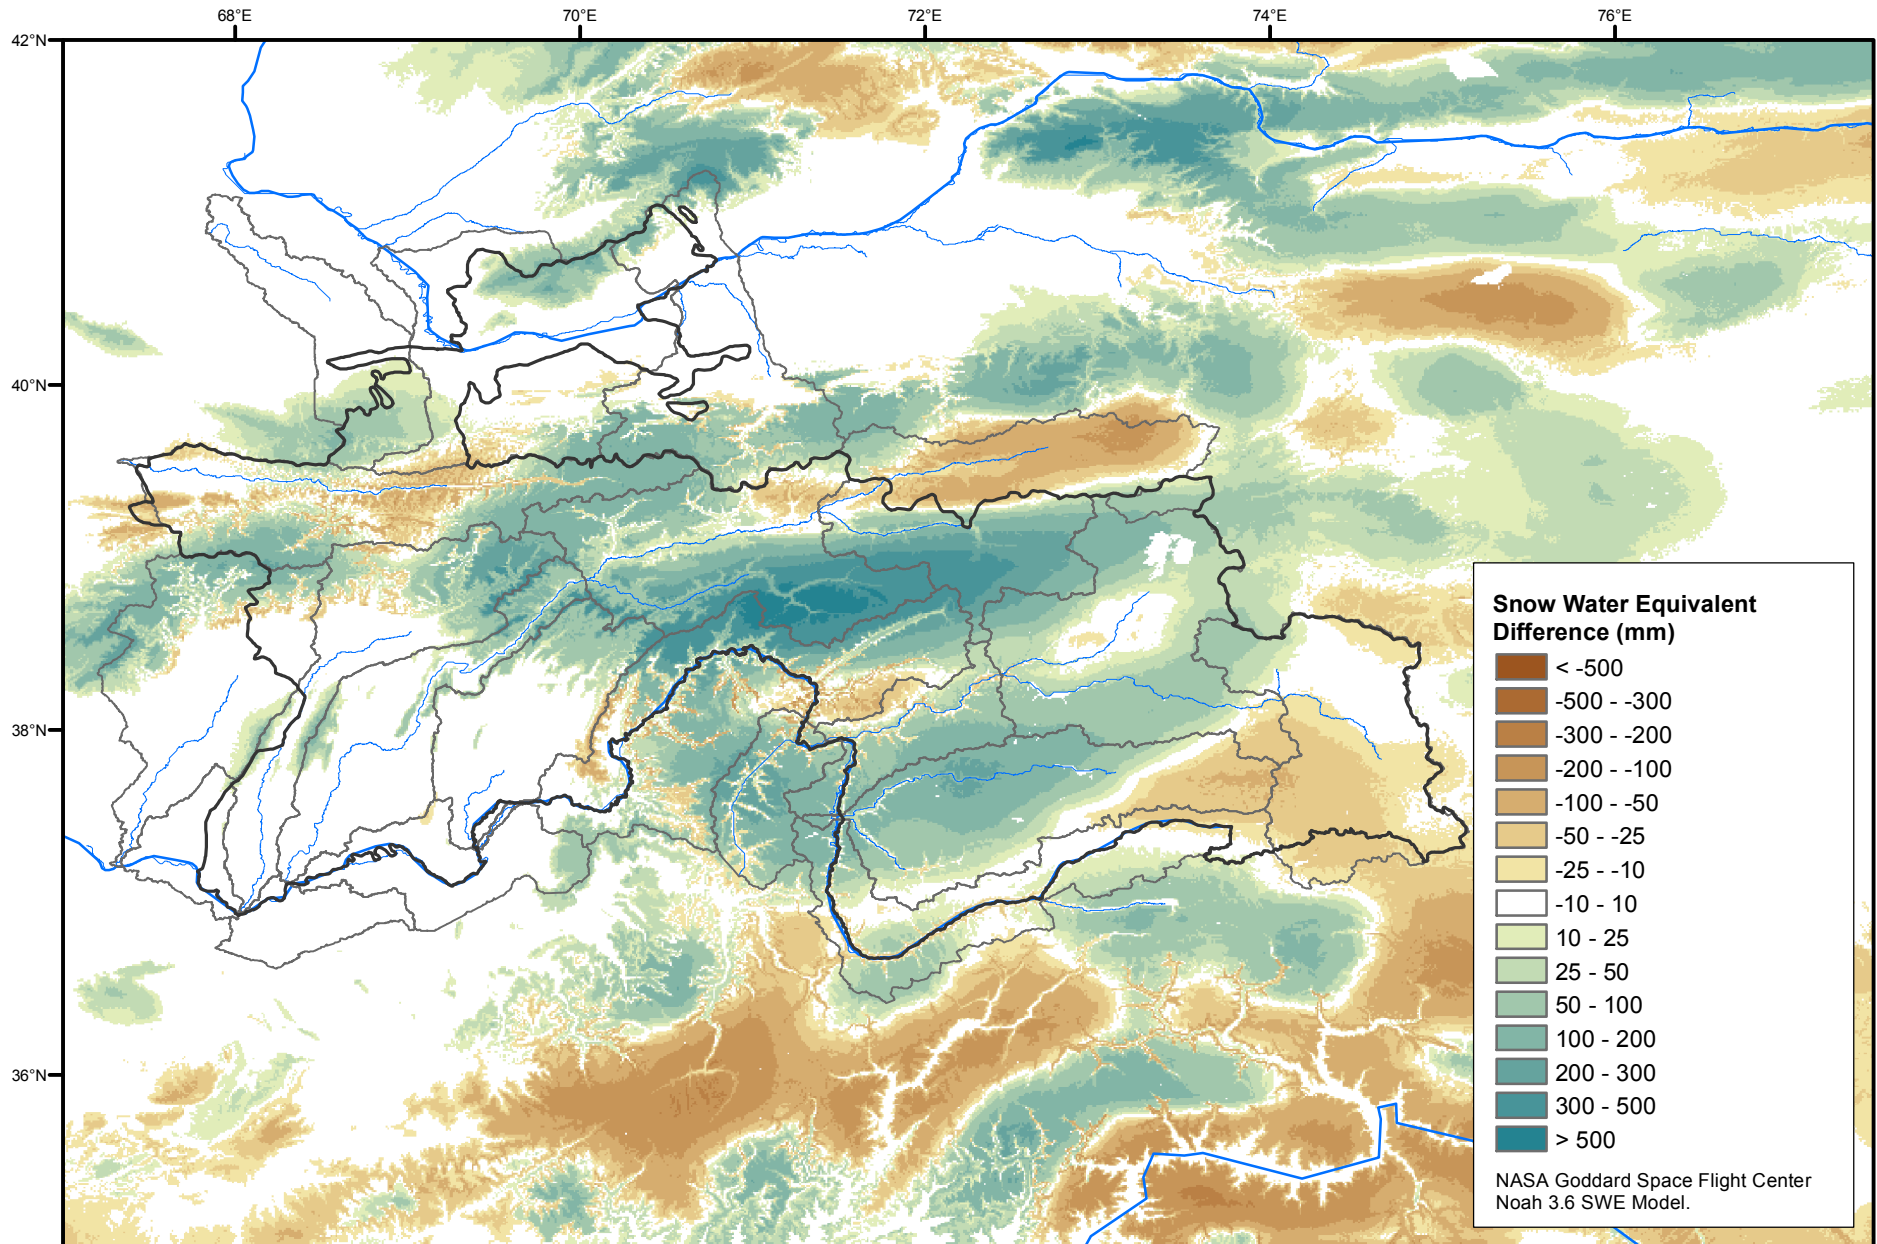 68°E 70°E 72°E 74°E 76°E
42°N
40°N
38°N
36°N
Snow Water Equivalent
Difference (mm)
< -500
-500 - -300
-300 - -200
-200 - -100
-100 - -50
-50 - -25
-25 - -10
-10 - 10
10 - 25
25 - 50
50 - 100
100 - 200
200 - 300
300 - 500
> 500
NASA Goddard Space Flight Center
Noah 3.6 SWE Model.